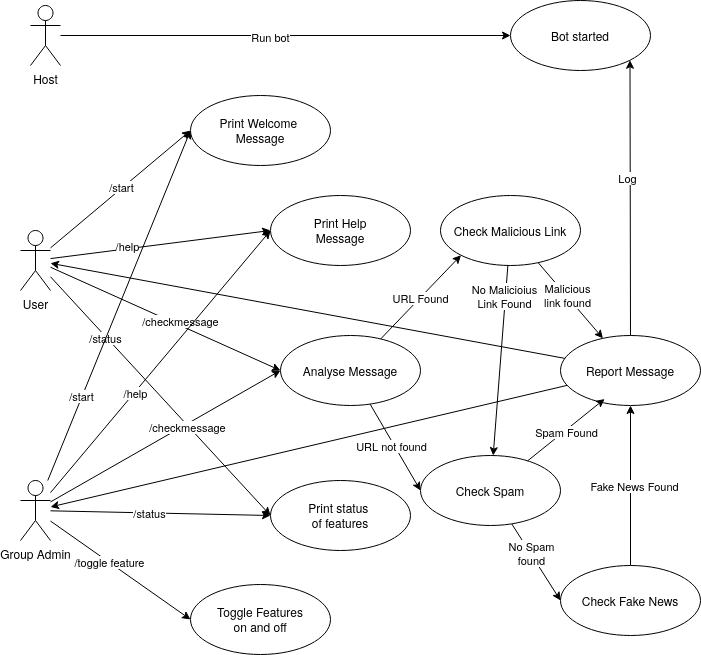 Run bot
Bot started
Host
Print Welcome
Message
/start
Log
/help
Print Help
Message
Check Malicious Link
User
No Malicioius
Link Found
Malicious
link found
URL Found
/checkmessage
/status
Analyse Message
Report Message
/start
/help
/checkmessage
Spam Found
URL not found
Check Spam
Fake News Found
/status
Print status
of features
Group Admin
/toggle feature
No Spam
found
Check Fake News
Toggle Features
on and off